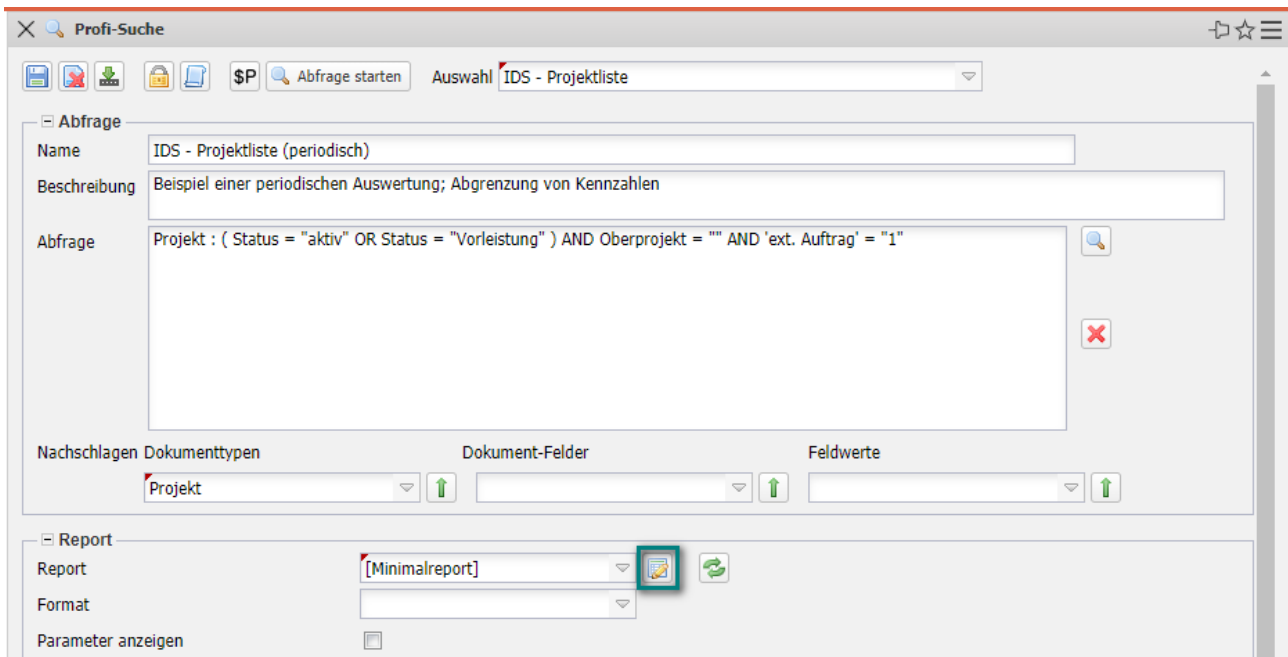 Profi-Suche
$P Abfrage starten Auswahl IDS - Projektliste
Abfrage
Name IDS - Projektliste (periodisch)
Beschreibung Beispiel einer periodischen Auswertung; Abgrenzung von Kennzahlen
Abfrage Projekt : ( Status = "aktiv" OR Status = "Vorleistung" ) AND Oberprojekt = "" AND 'ext. Auftrag' = "1"
Nachschlagen Dokumenttypen Dokument-Felder Feldwerte
Projekt
Report
Report [Minimalreport]
Format
Parameter anzeigen